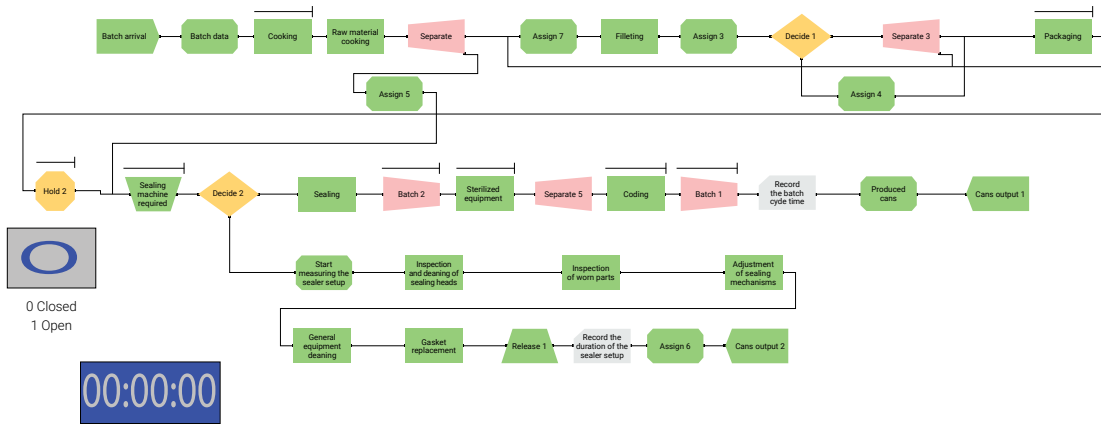 Batch arrival
Batch data
Cooking
Raw material
cooking
Separate
Assign 7
Filleting
Assign 3
Decide 1
Separate 3
Packaging
Assign 5
Assign 4
Hold 2
Sealing
machine
required
Decide 2
Sealing
Batch 2
Sterilized
equipment
Separate 5
Coding
Batch 1
Record
the batch
cyde time
Produced
cans
Cans output 1
0 Closed
1 Open
Start
measuring the
sealer setup
Inspection
and deaning of
sealing heads
Inspection
of worn parts
Adjustment
of sealing
mechanisms
General
equipment
deaning
Gasket
replacement
Release 1
Record the
duration of the
sealer setup
Assign 6
Cans output 2
00:00:00